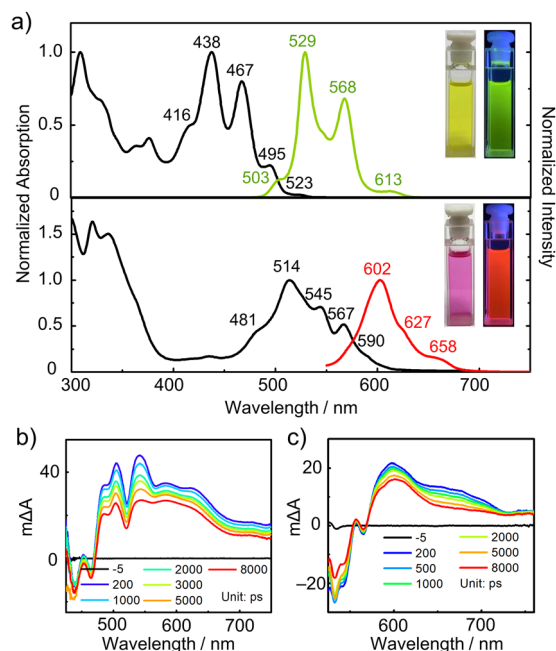 a)
Normalized Absorption
Normalized Intensity
1.0
0.5
0.0
416
438
467
495
523
503
529
568
613
1.5
1.0
0.5
0.0
481
514
545
567
590
602
627
658
300 400 500 600 700
Wavelength / nm
b)
mΔA
40
0
-5 2000 8000
200 3000
1000 5000 Unit: ps
500 600 700
Wavelength / nm
c)
mΔA
20
0
–20
-5 2000
200 5000
500 8000
1000 Unit: ps
600 700
Wavelength / nm